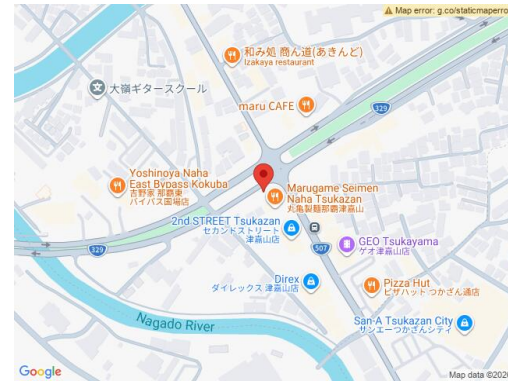 Map error: g.co/staticmaperro
和み処 商ん道(あきんど)
Izakaya restaurant
大嶺ギタースクール
maru CAFE
329
Yoshinoya Naha
East Bypass Kokuba
吉野家 那覇東
バイパス国場店
Marugame Seimen
Naha Tsukazan
丸亀製麺那覇津嘉山
2nd STREET Tsukazan
セカンドストリート
津嘉山店
329
507
GEO Tsukayama
ゲオ津嘉山店
Direx
ダイレックス 津嘉山店
Pizza Hut
ピザハット つかざん通店
Nagado River
San-A Tsukazan City
サンエーつかざんシティ
Google
Map data ©2026